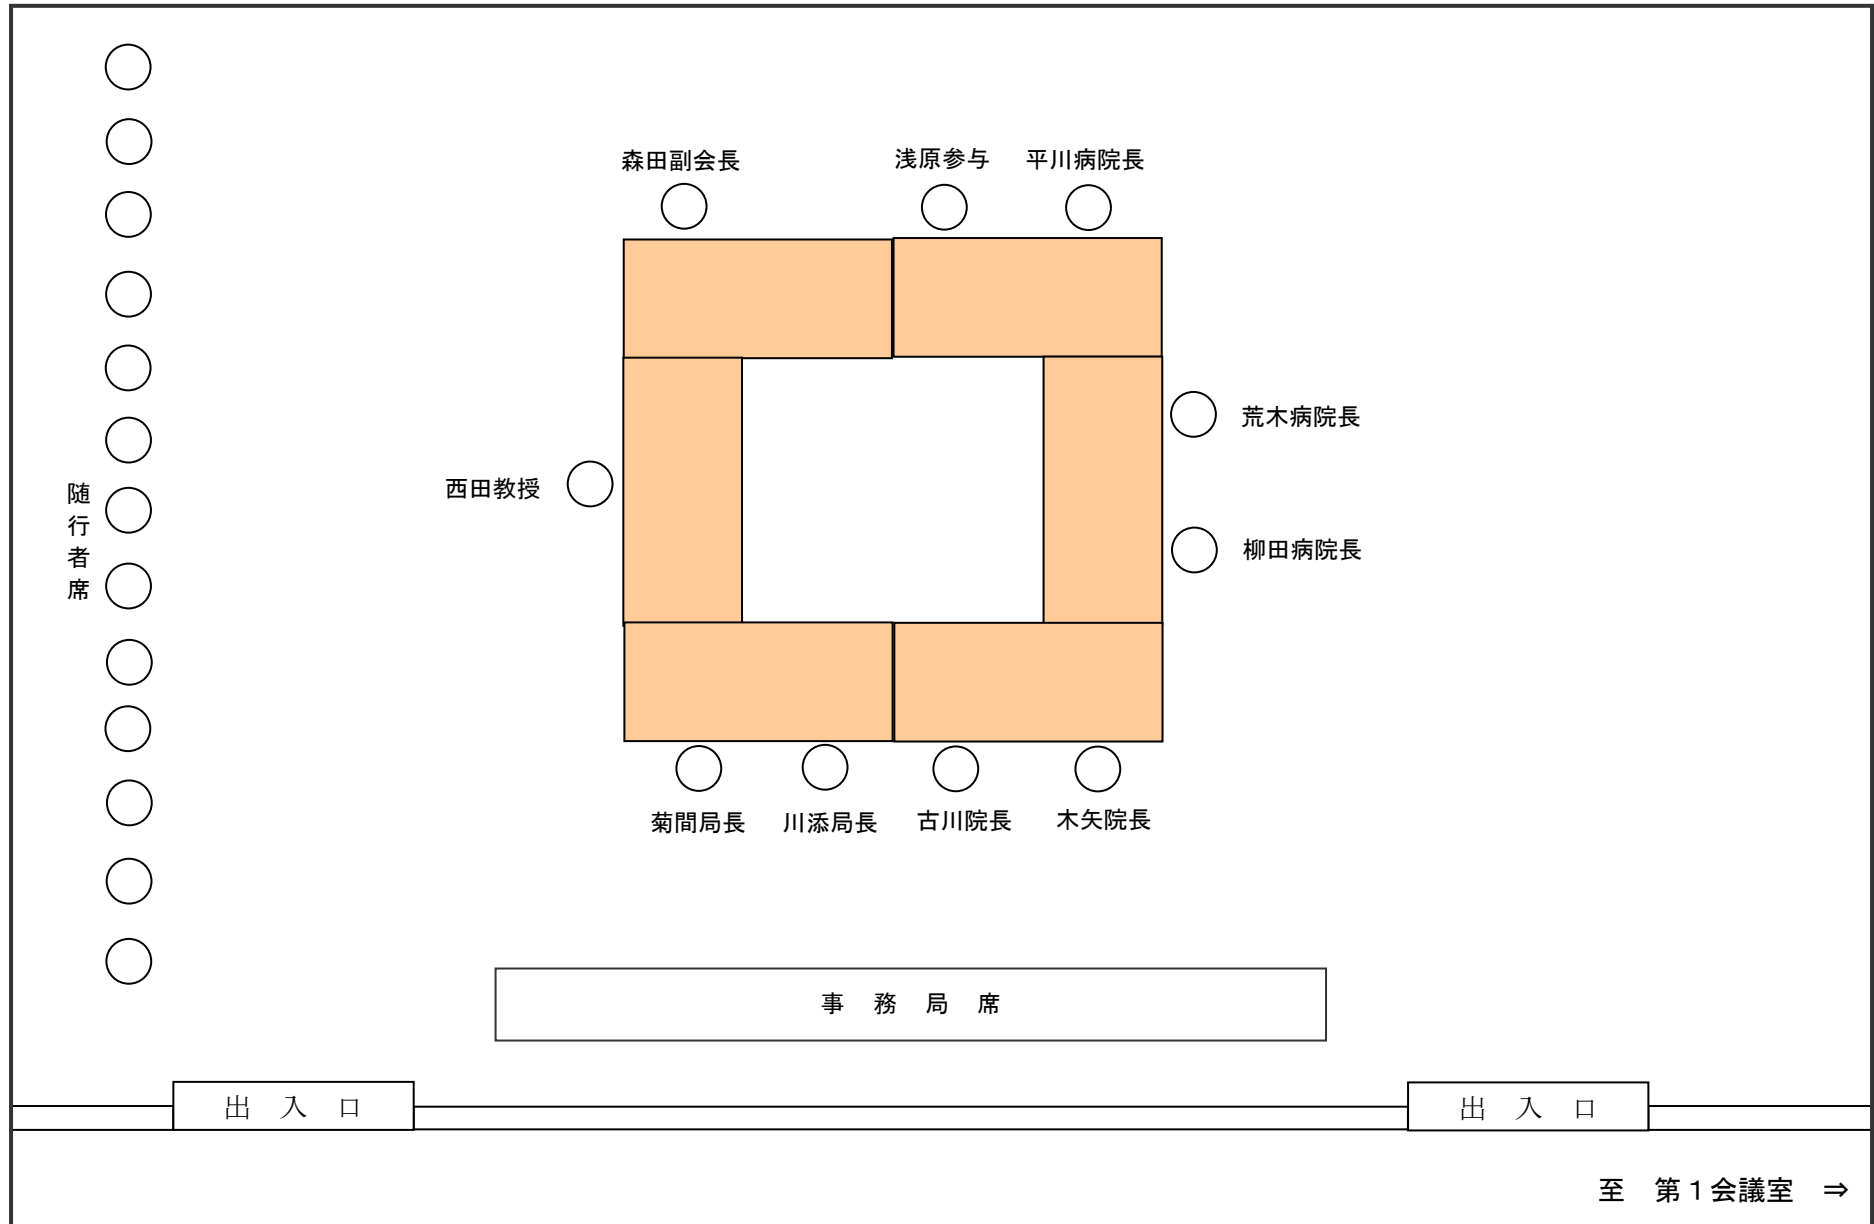 森田副会長
浅原参与
平川病院長
荒木病院長
西田教授
随行者席
柳田病院長
菊間局長
川添局長
古川院長
木矢院長
事　務　局　席
出　入　口
出　入　口
至　第１会議室　⇒